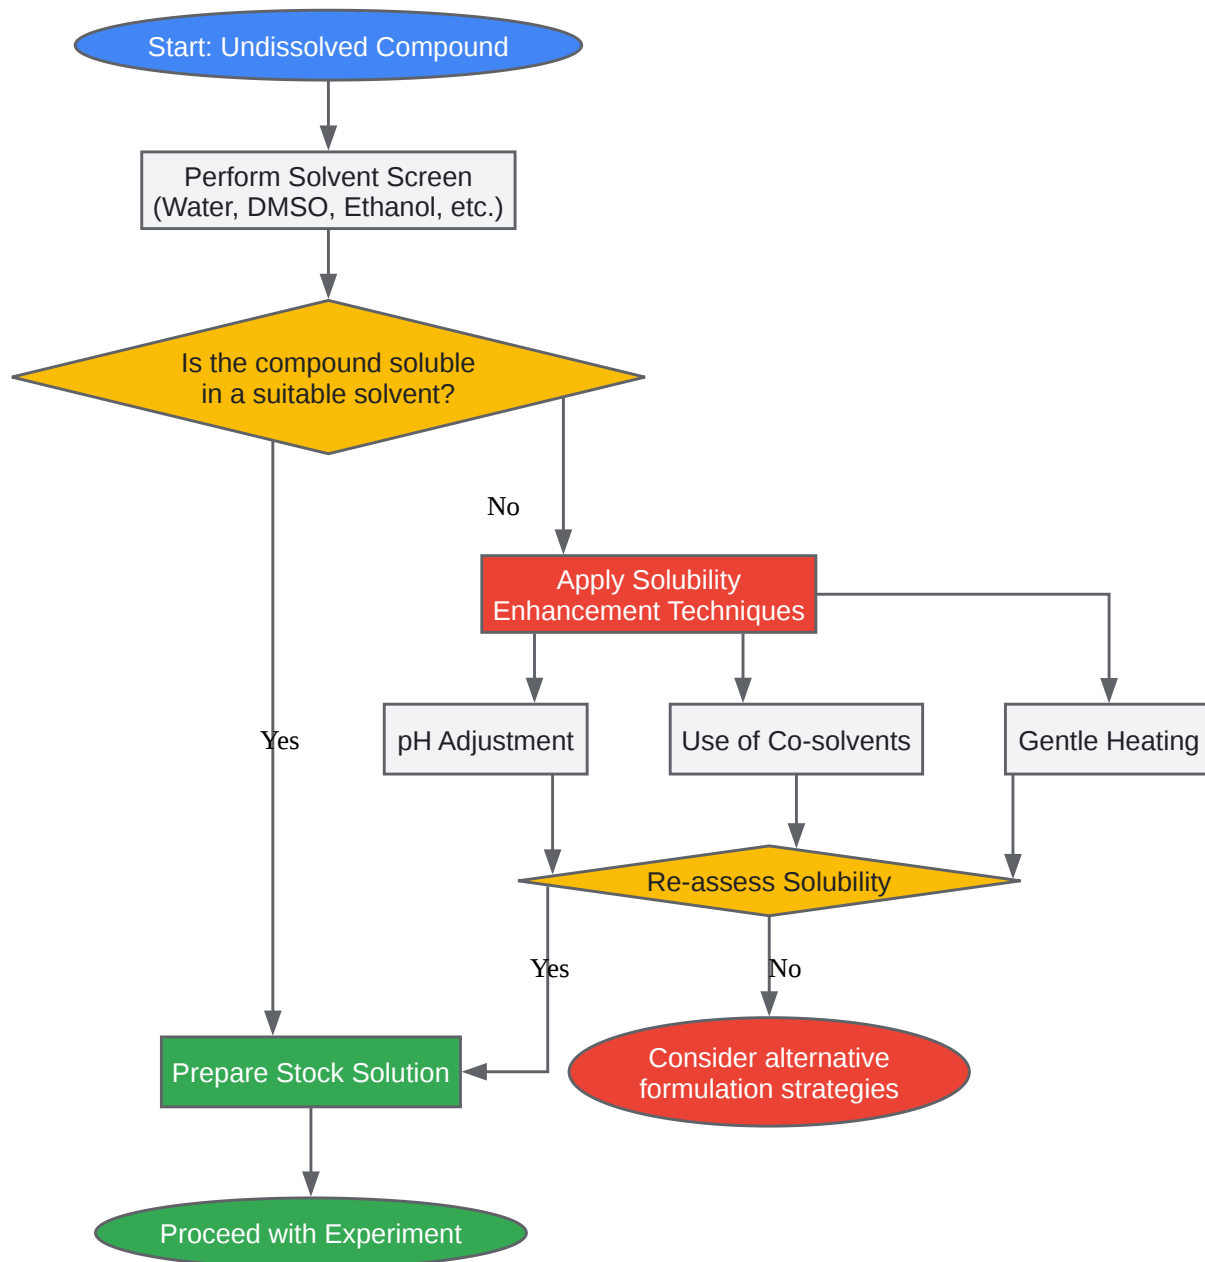 Start: Undissolved Compound
Perform Solvent Screen
(Water, DMSO, Ethanol, etc.)
Is the compound soluble
in a suitable solvent?
No
Apply Solubility
Enhancement Techniques
Yes
pH Adjustment
Use of Co-solvents
Gentle Heating
Re-assess Solubility
Yes
No
Prepare Stock Solution
Consider alternative
formulation strategies
Proceed with Experiment